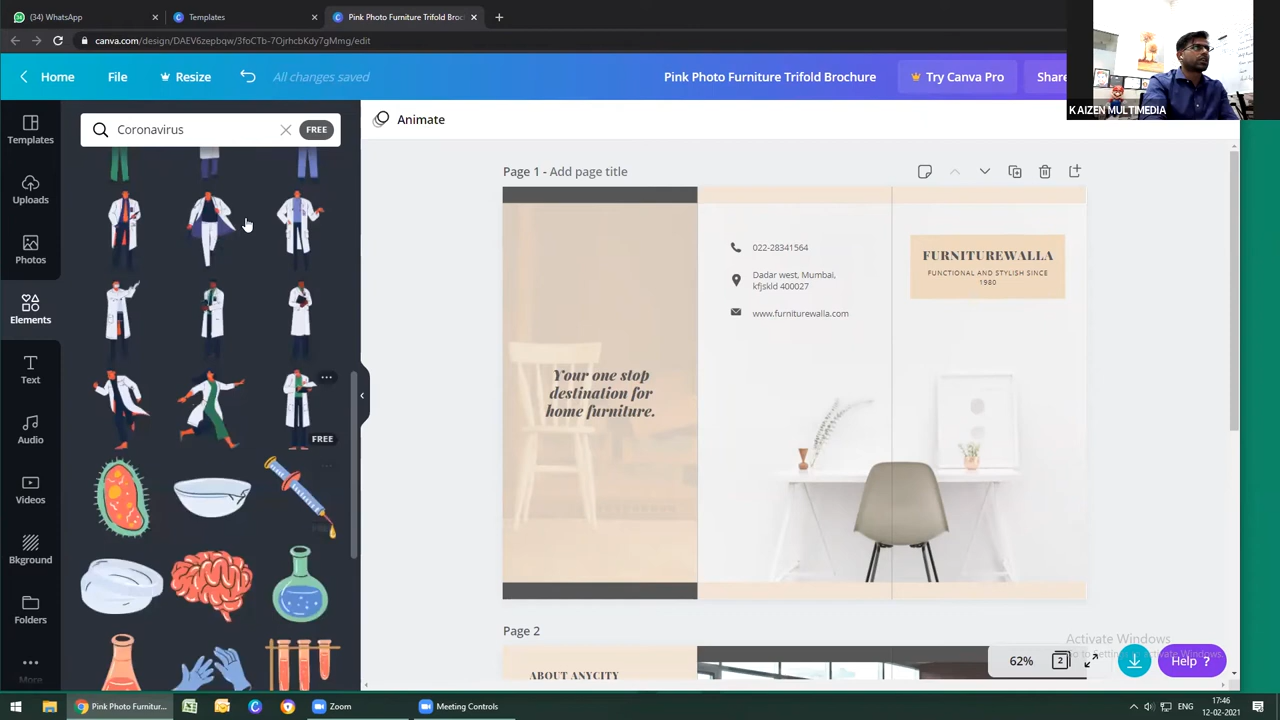 (34) WhatsApp
Templates
Pink Photo Furniture Trifold Broc
canva.com/design/DAEV6zepbqw/3foCTb-7OjrhcbKdy7gMmg/edit
Home
File
Resize
All changes saved
Pink Photo Furniture Trifold Brochure
Try Canva Pro
Share
KAIZEN MULTIMEDIA
Templates
Uploads
Photos
Elements
Text
Audio
Videos
Bkground
Folders
More
Coronavirus
FREE
FREE
Animate
Page 1 - Add page title
Your one stop
destination for
home furniture.
022-28341564
Dadar west, Mumbai,
kfjskld 400027
www.furniturewalla.com
FURNITUREWALLA
FUNCTIONAL AND STYLISH SINCE
1980
Page 2
ABOUT ANYCITY
Activate Windows
62%
2
Help ?
Pink Photo Furnitur...
Zoom
Meeting Controls
ENG
17:46
12-02-2021